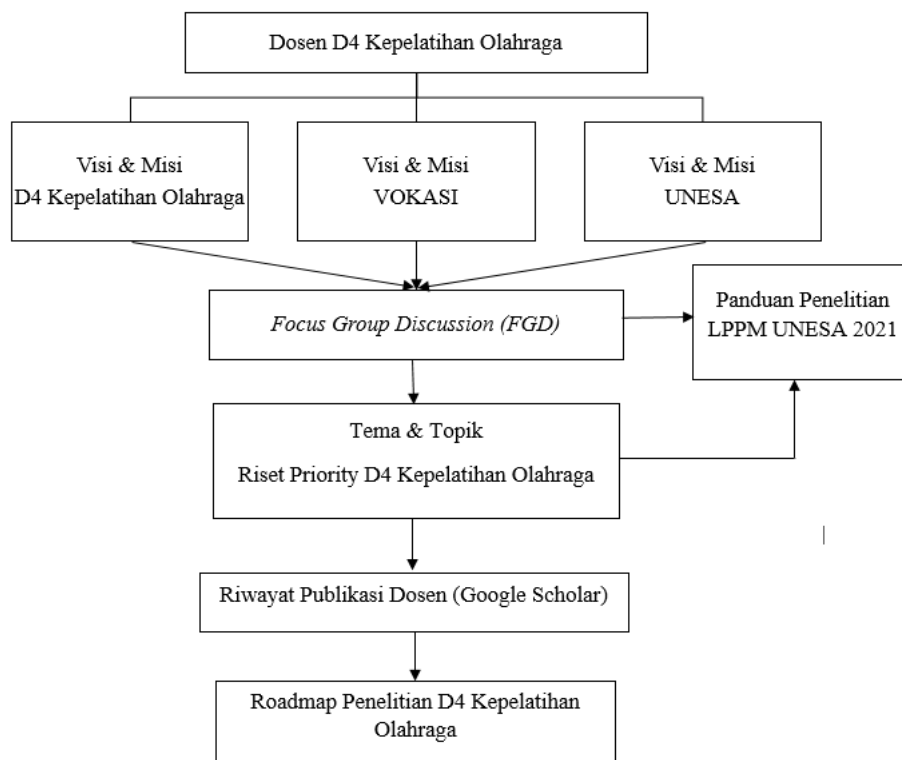 Dosen D4 Kepelatihan Olahraga
Visi & Misi
D4 Kepelatihan Olahraga
Visi & Misi
VOKASI
Visi & Misi
UNESA
Focus Group Discussion (FGD)
Panduan Penelitian
LPPM UNESA 2021
Tema & Topik
Riset Priority D4 Kepelatihan Olahraga
Riwayat Publikasi Dosen (Google Scholar)
Roadmap Penelitian D4 Kepelatihan
Olahraga